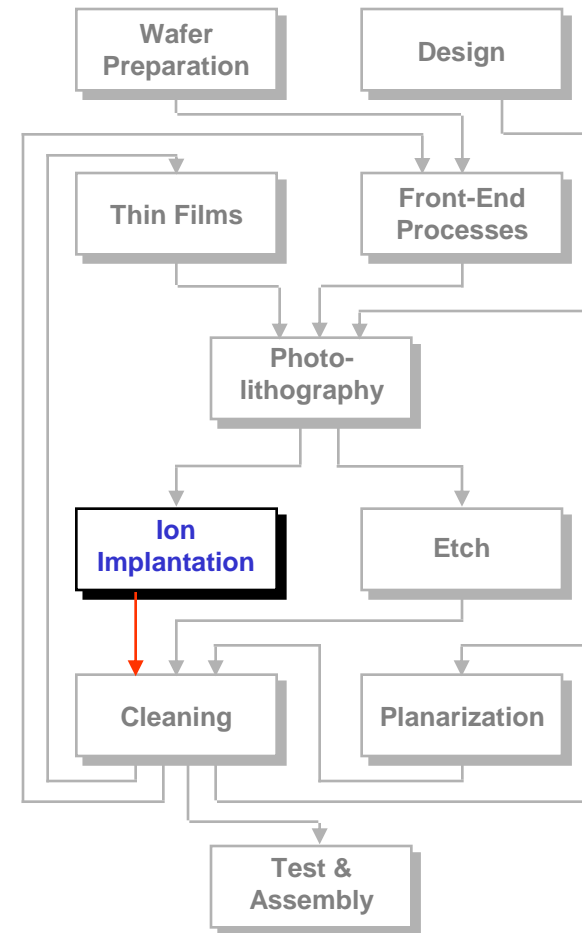 Wafer
Preparation
Design
Thin Films
Front-End
Processes
Photo-
lithography
Ion
Implantation
Etch
Cleaning
Planarization
Test &
Assembly